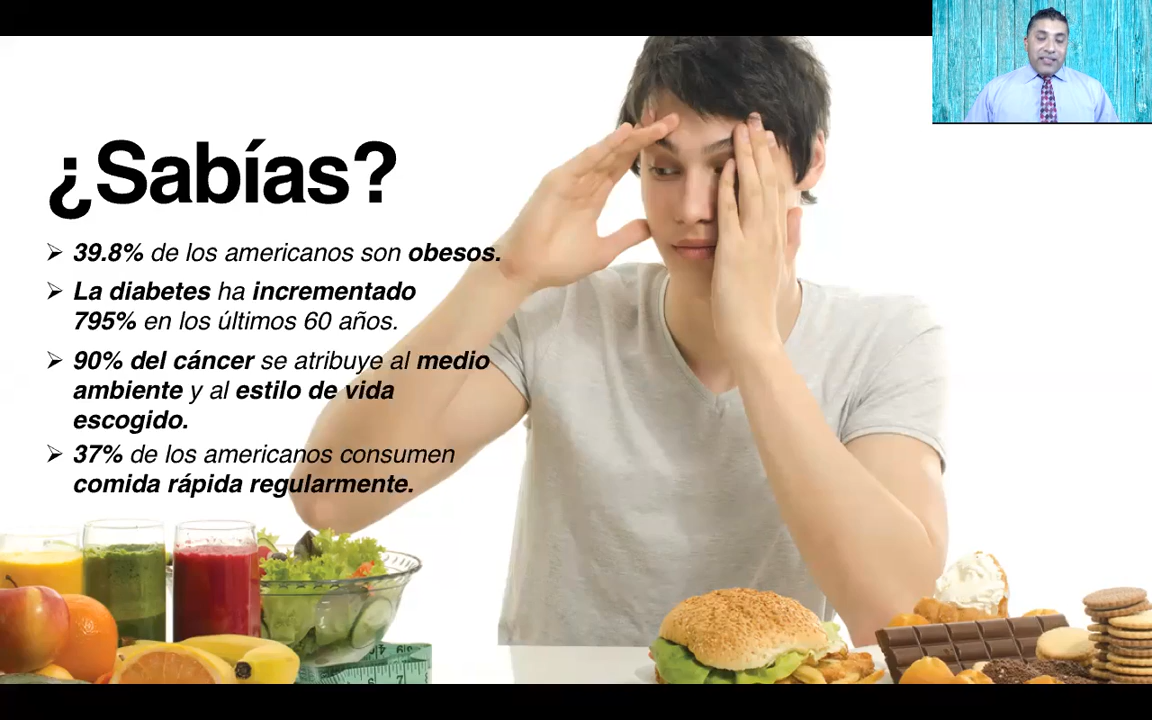 ¿Sabías?
➢ 39.8% de los americanos son obesos.
➢ La diabetes ha incrementado
795% en los últimos 60 años.
➢ 90% del cáncer se atribuye al medio
ambiente y al estilo de vida
escogido.
➢ 37% de los americanos consumen
comida rápida regularmente.
7